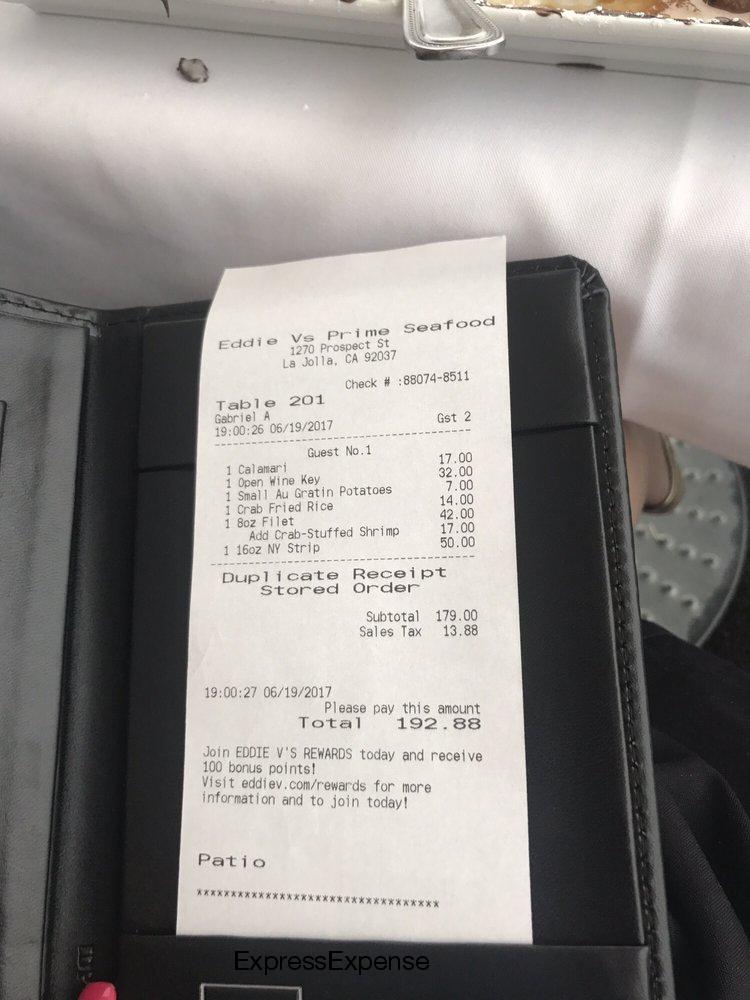 Eddie Vs Prime Seafood
1270 Prospect St
La Jolla, CA 92037
Check # :88074-8511
Table 201
Gabriel A
19:00:26 06/19/2017 Gst 2
Guest No.1
1 Calamari 17.00
1 Open Wine Key 32.00
1 Small Au Gratin Potatoes 7.00
1 Crab Fried Rice 14.00
1 8oz Filet 42.00
Add Crab-Stuffed Shrimp 17.00
1 16oz NY Strip 50.00
Duplicate Receipt
Stored Order
Subtotal 179.00
Sales Tax 13.88
19:00:27 06/19/2017
Please pay this amount
Total 192.88
Join EDDIE V'S REWARDS today and receive
100 bonus points!
Visit eddiev.com/rewards for more
information and to join today!
Patio
***********************************
ExpressExpense